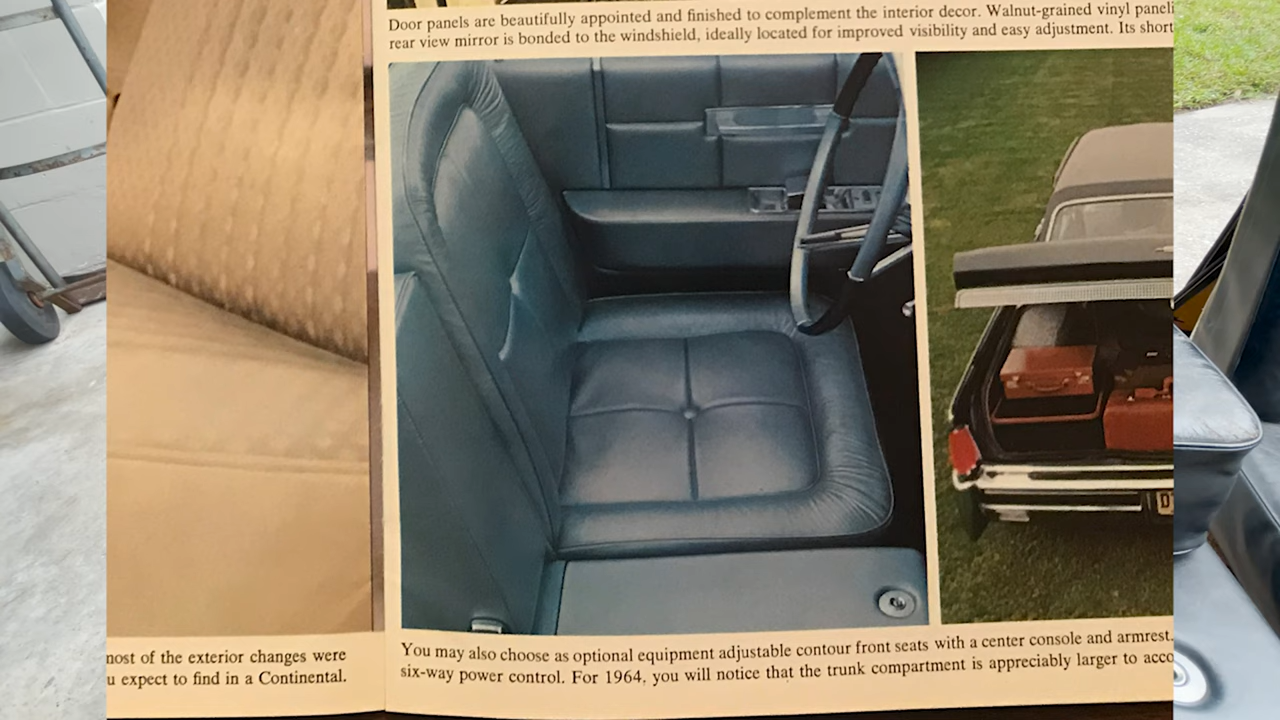 Door panels are beautifully appointed and finished to complement the interior decor. Walnut-grained vinyl paneli
rear view mirror is bonded to the windshield, ideally located for improved visibility and easy adjustment. Its short
most of the exterior changes were
u expect to find in a Continental.
You may also choose as optional equipment adjustable contour front seats with a center console and armrest.
six-way power control. For 1964, you will notice that the trunk compartment is appreciably larger to acco